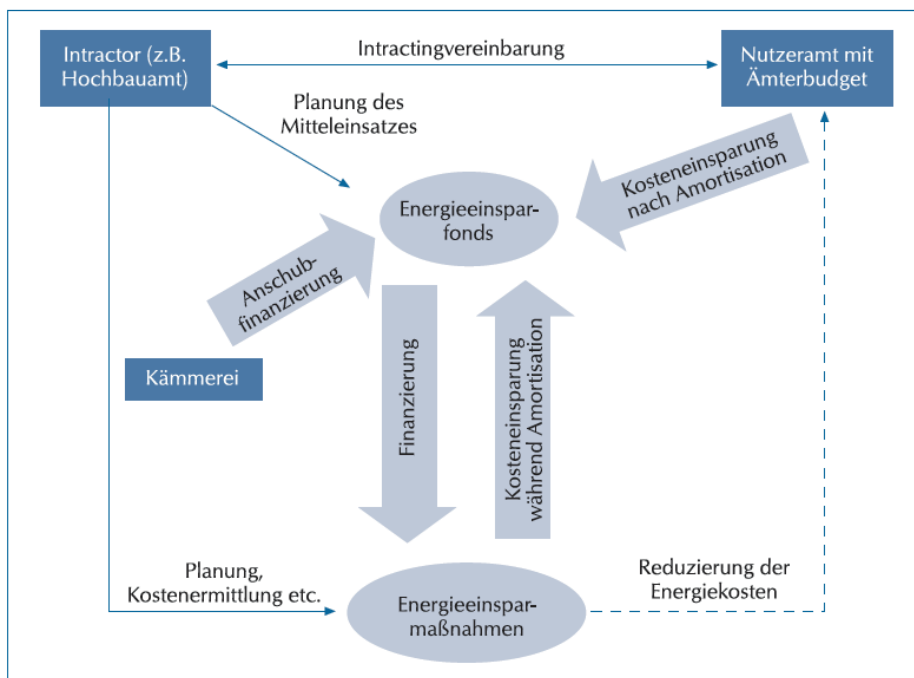 Intractor (z.B.
Hochbauamt)
Intractingvereinbarung
Nutzeramt mit
Ämterbudget
Planung des
Mitteleinsatzes
Kosteneinsparung
nach Amortisation
Energieeinspar-
fonds
Anschub-
finanzierung
Kämmerei
Finanzierung
Kosteneinsparung
während Amortisation
Planung,
Kostenermittlung etc.
Energieeinspar-
maßnahmen
Reduzierung der
Energiekosten